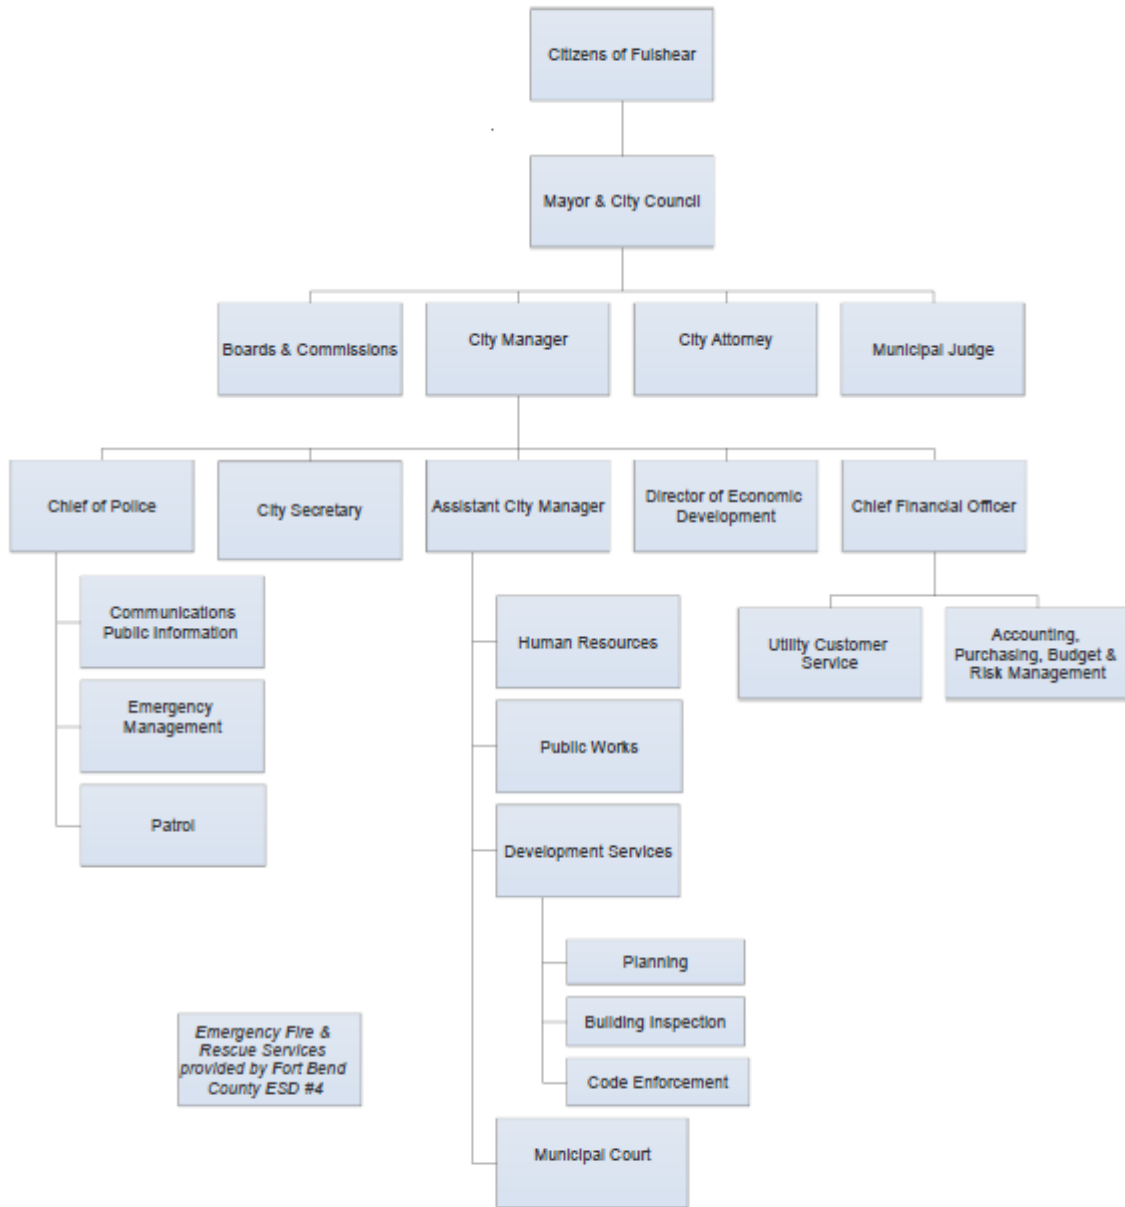 Citizens of Fulshear
Mayor & City Council
Boards & Commissions
City Manager
City Attorney
Municipal Judge
Chief of Police
City Secretary
Assistant City Manager
Director of Economic
Development
Chief Financial Officer
Communications
Public Information
Emergency
Management
Patrol
Human Resources
Public Works
Development Services
Planning
Building Inspection
Code Enforcement
Municipal Court
Utility Customer
Service
Accounting,
Purchasing, Budget &
Risk Management
Emergency Fire &
Rescue Services
provided by Fort Bend
County ESD #4